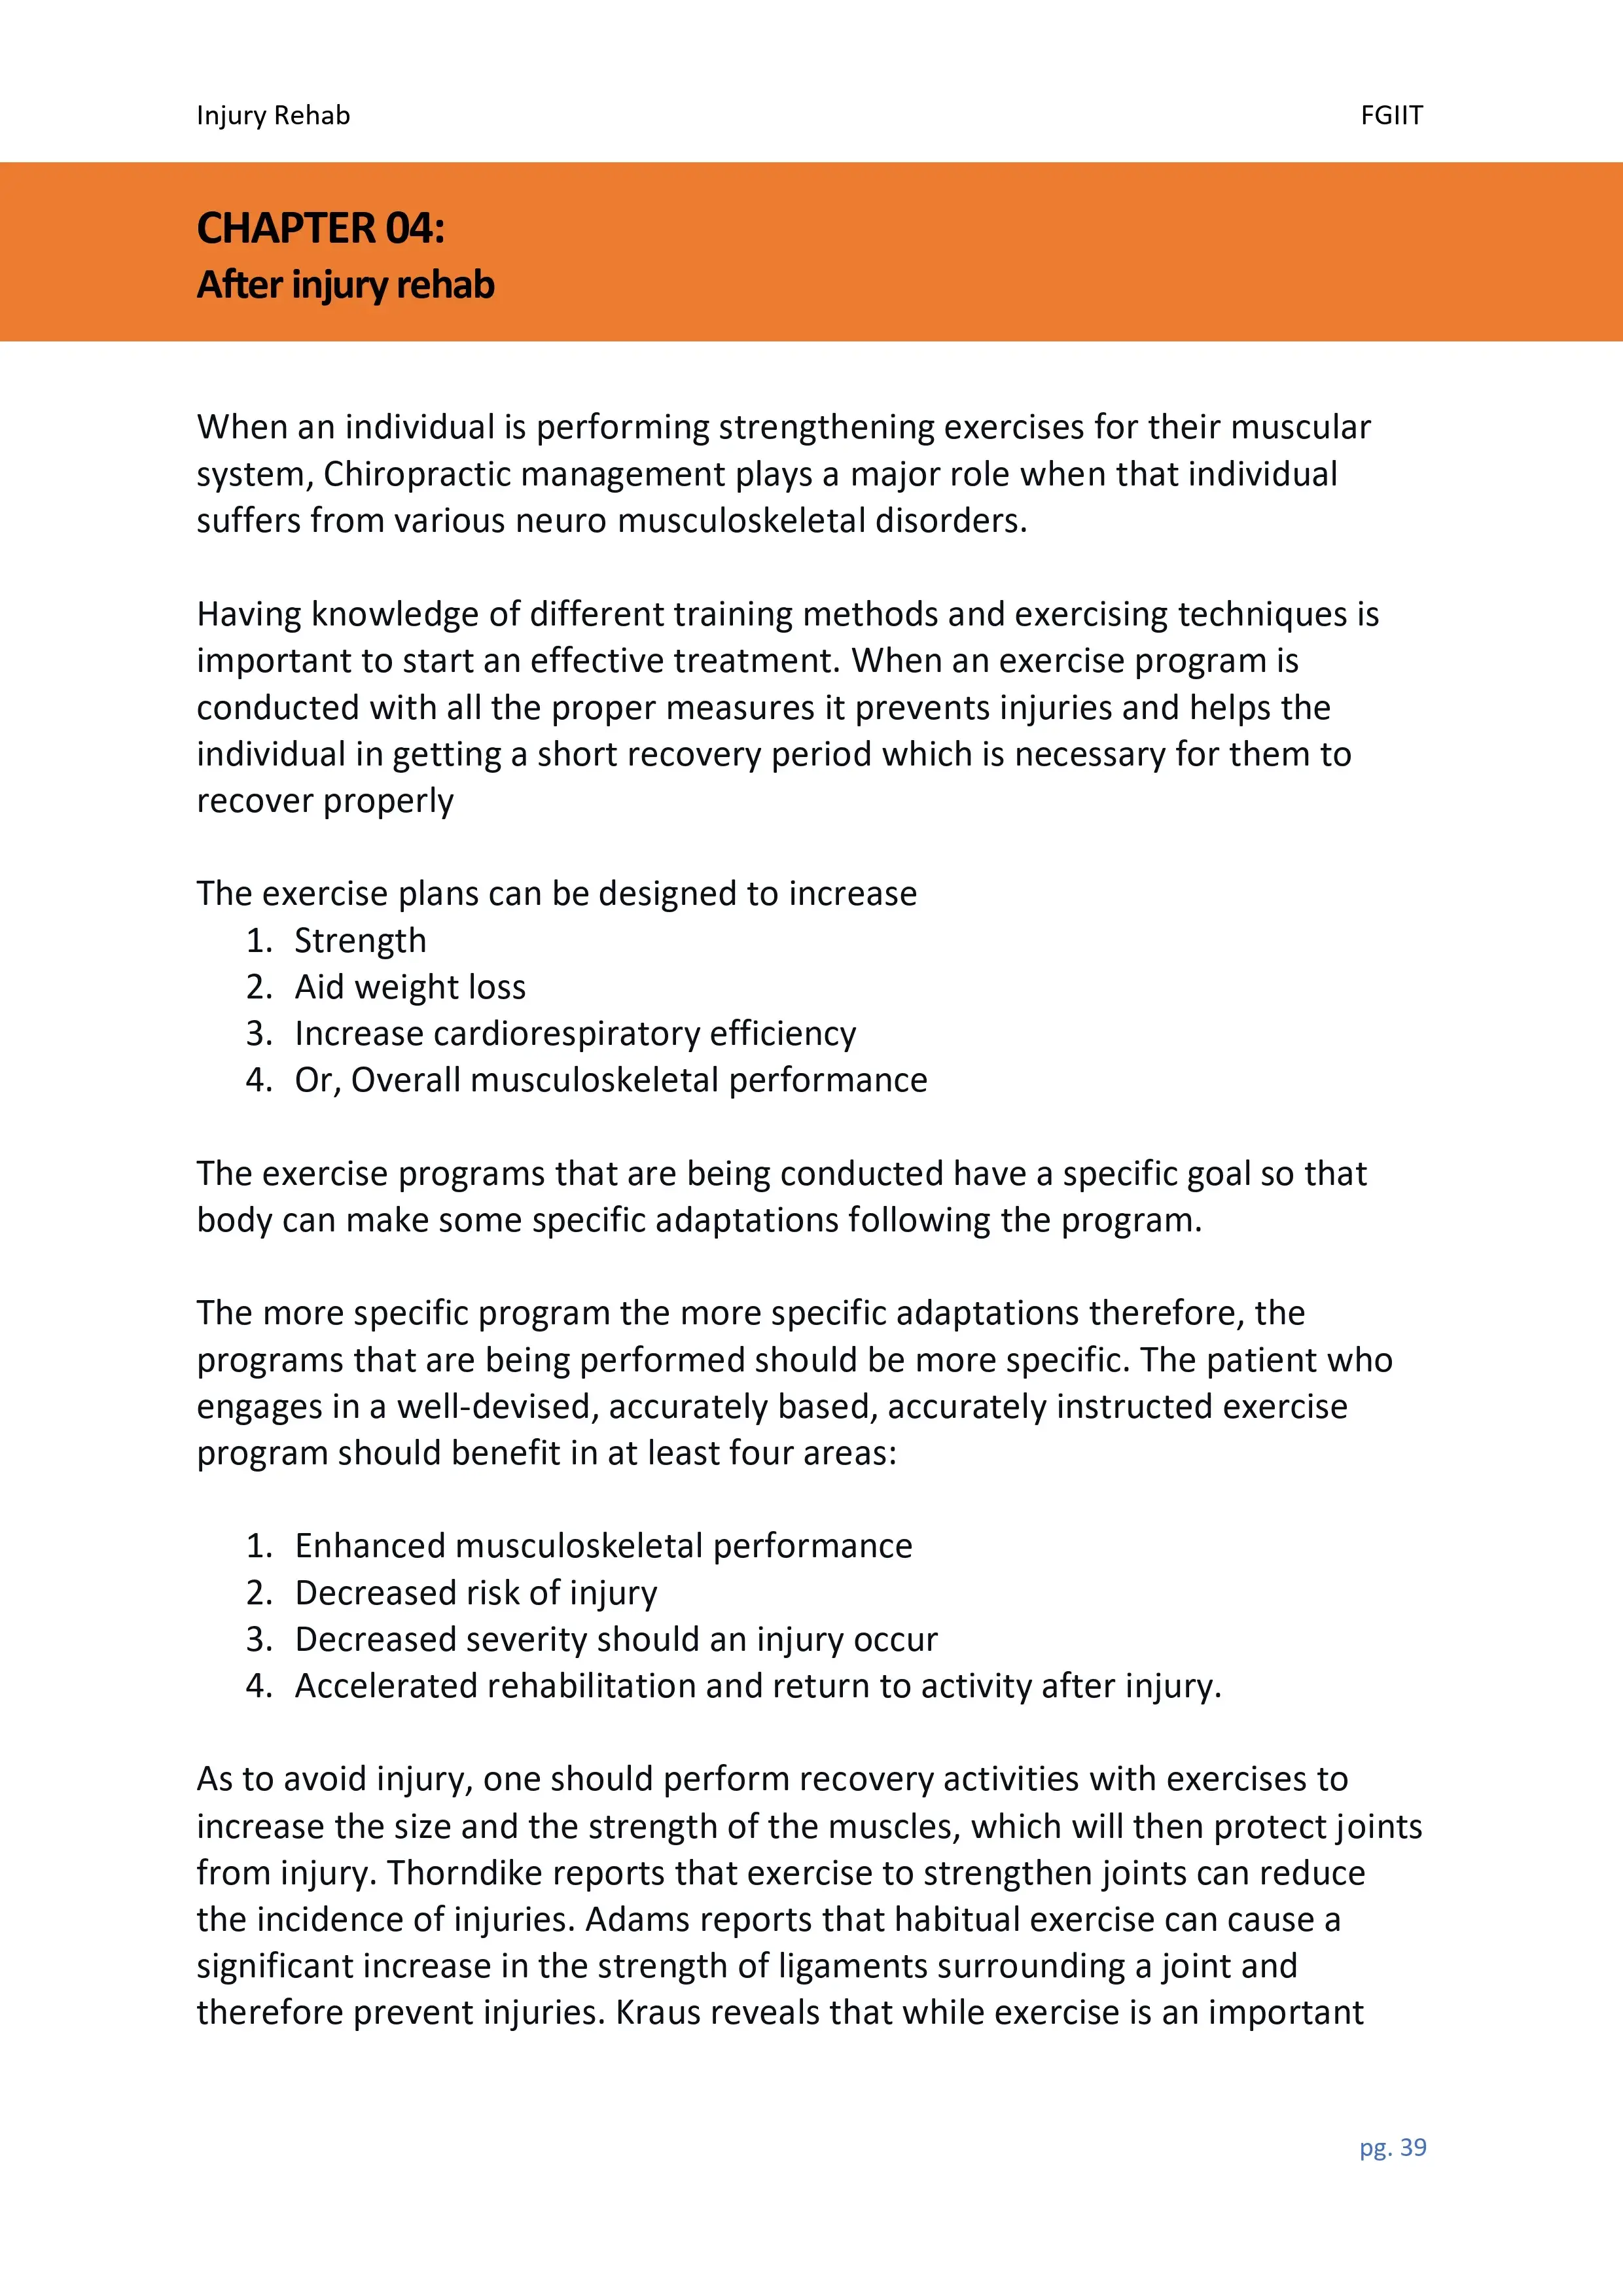 Injury Rehab FGIIT
CHAPTER 04:
After injury rehab
When an individual is performing strengthening exercises for their muscular
system, Chiropractic management plays a major role when that individual
suffers from various neuro musculoskeletal disorders.
Having knowledge of different training methods and exercising techniques is
important to start an effective treatment. When an exercise program is
conducted with all the proper measures it prevents injuries and helps the
individual in getting a short recovery period which is necessary for them to
recover properly
The exercise plans can be designed to increase
1. Strength
2. Aid weight loss
3. Increase cardiorespiratory efficiency
4. Or, Overall musculoskeletal performance
The exercise programs that are being conducted have a specific goal so that
body can make some specific adaptations following the program.
The more specific program the more specific adaptations therefore, the
programs that are being performed should be more specific. The patient who
engages in a well-devised, accurately based, accurately instructed exercise
program should benefit in at least four areas:
1. Enhanced musculoskeletal performance
2. Decreased risk of injury
3. Decreased severity should an injury occur
4. Accelerated rehabilitation and return to activity after injury.
As to avoid injury, one should perform recovery activities with exercises to
increase the size and the strength of the muscles, which will then protect joints
from injury. Thorndike reports that exercise to strengthen joints can reduce
the incidence of injuries. Adams reports that habitual exercise can cause a
significant increase in the strength of ligaments surrounding a joint and
therefore prevent injuries. Kraus reveals that while exercise is an important
pg. 39